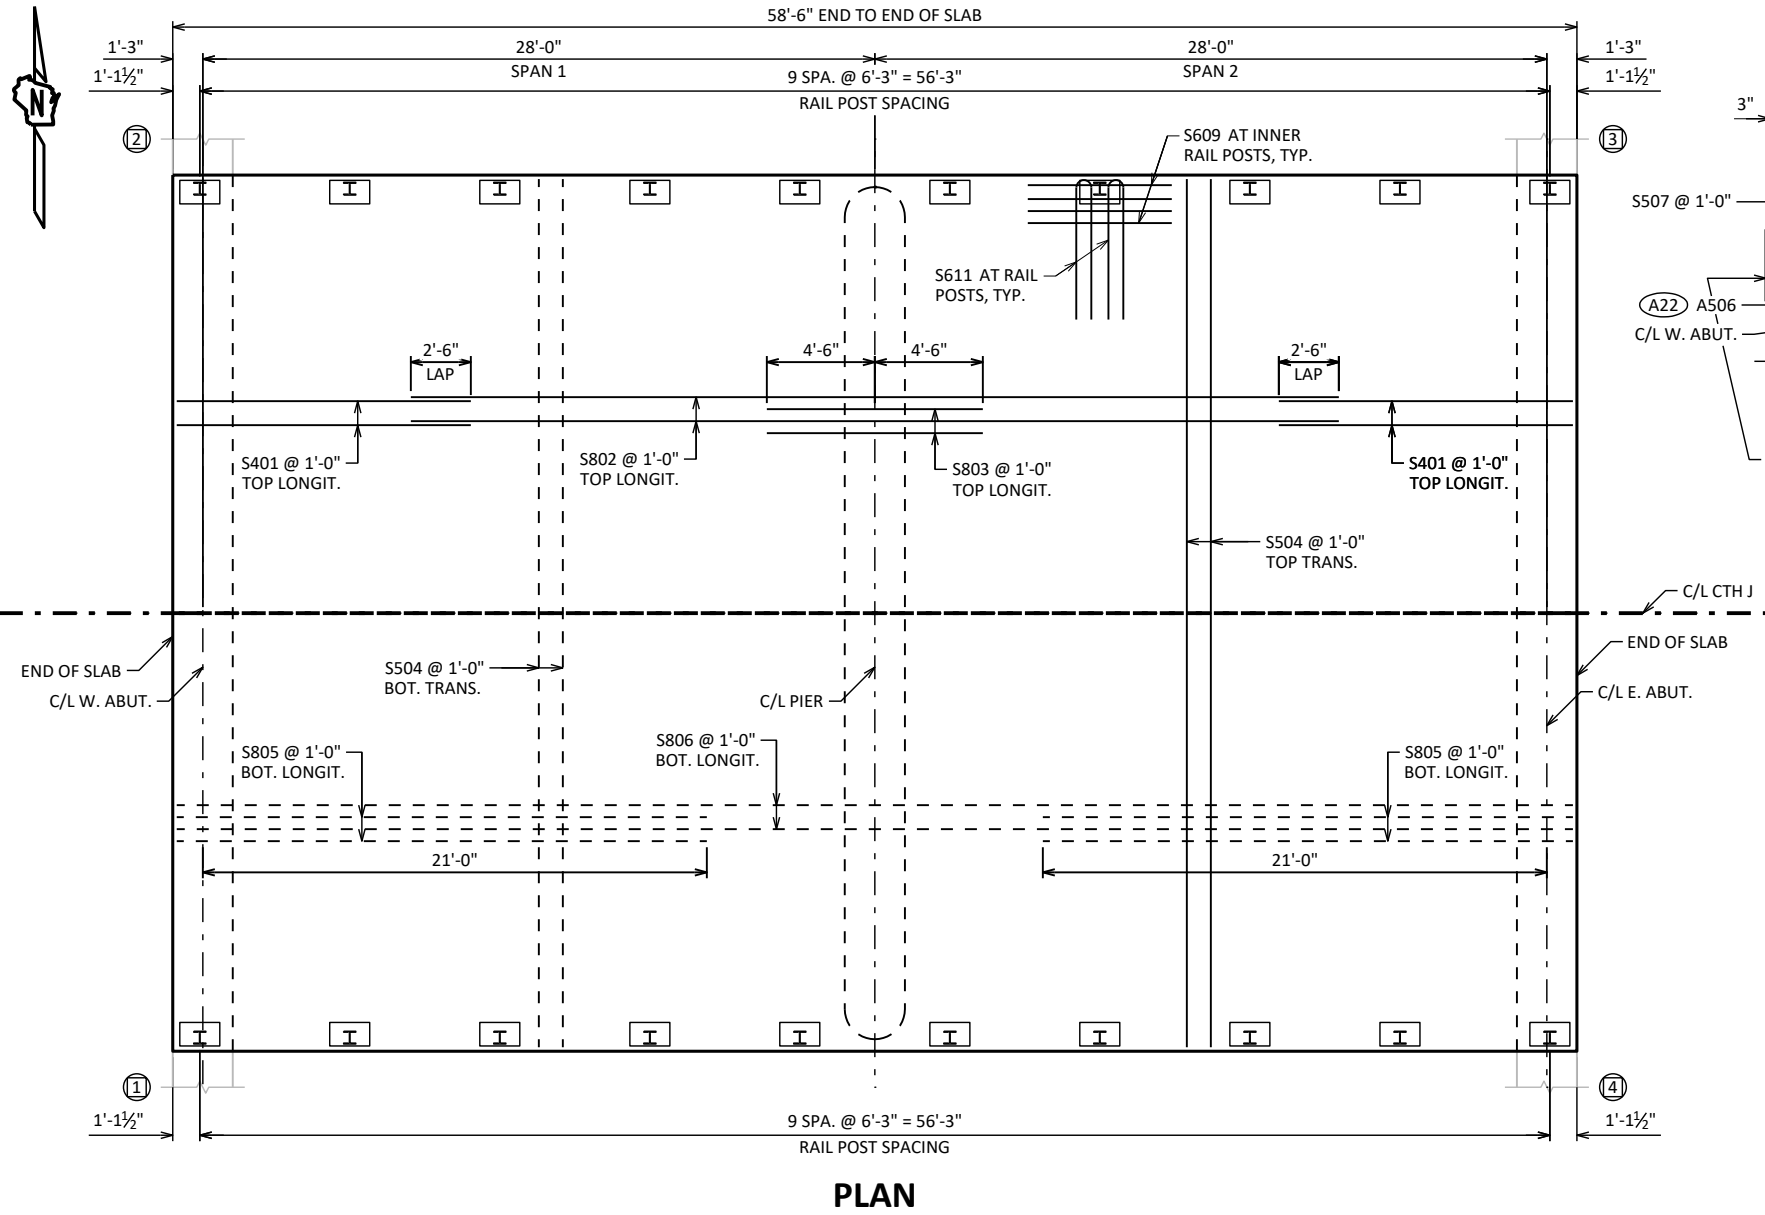 58'-6" END TO END OF SLAB
1'-3"
28'-0"
28'-0"
1'-3"
SPAN 1
SPAN 2
1'-1½"
9 SPA. @ 6'-3" = 56'-3"
1'-1½"
RAIL POST SPACING
N
3"
2
3
S609 AT INNER
RAIL POSTS, TYP.
S507 @ 1'-0"
S611 AT RAIL
POSTS, TYP.
A22 A506
C/L W. ABUT.
2'-6"
LAP
4'-6"
4'-6"
2'-6"
LAP
S401 @ 1'-0"
TOP LONGIT.
S802 @ 1'-0"
TOP LONGIT.
S803 @ 1'-0"
TOP LONGIT.
S401 @ 1'-0"
TOP LONGIT.
S504 @ 1'-0"
TOP TRANS.
C/L CTH J
END OF SLAB
C/L W. ABUT.
S504 @ 1'-0"
BOT. TRANS.
C/L PIER
END OF SLAB
C/L E. ABUT.
S805 @ 1'-0"
BOT. LONGIT.
S806 @ 1'-0"
BOT. LONGIT.
S805 @ 1'-0"
BOT. LONGIT.
21'-0"
21'-0"
1
4
1'-1½"
9 SPA. @ 6'-3" = 56'-3"
1'-1½"
RAIL POST SPACING
PLAN